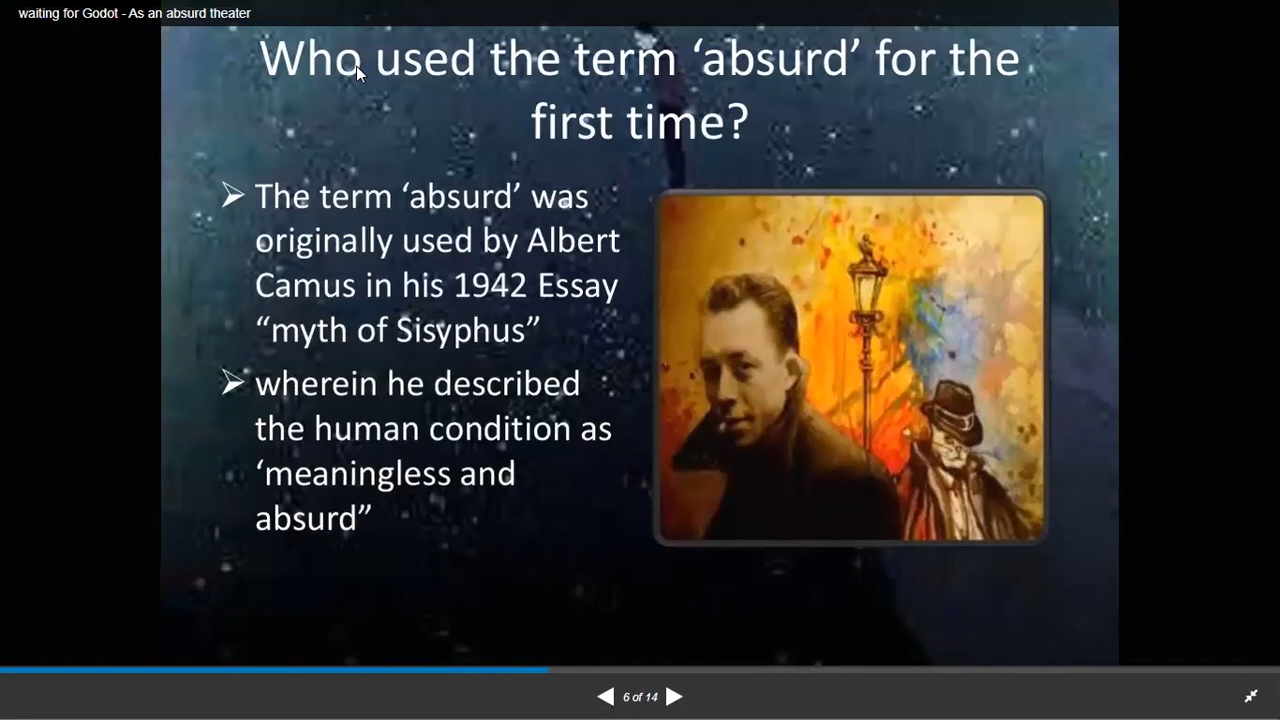 waiting for Godot - As an absurd theater
Who used the term ‘absurd’ for the
first time?
➢ The term ‘absurd’ was
originally used by Albert
Camus in his 1942 Essay
“myth of Sisyphus”
➢ wherein he described
the human condition as
‘meaningless and
absurd”
6 of 14